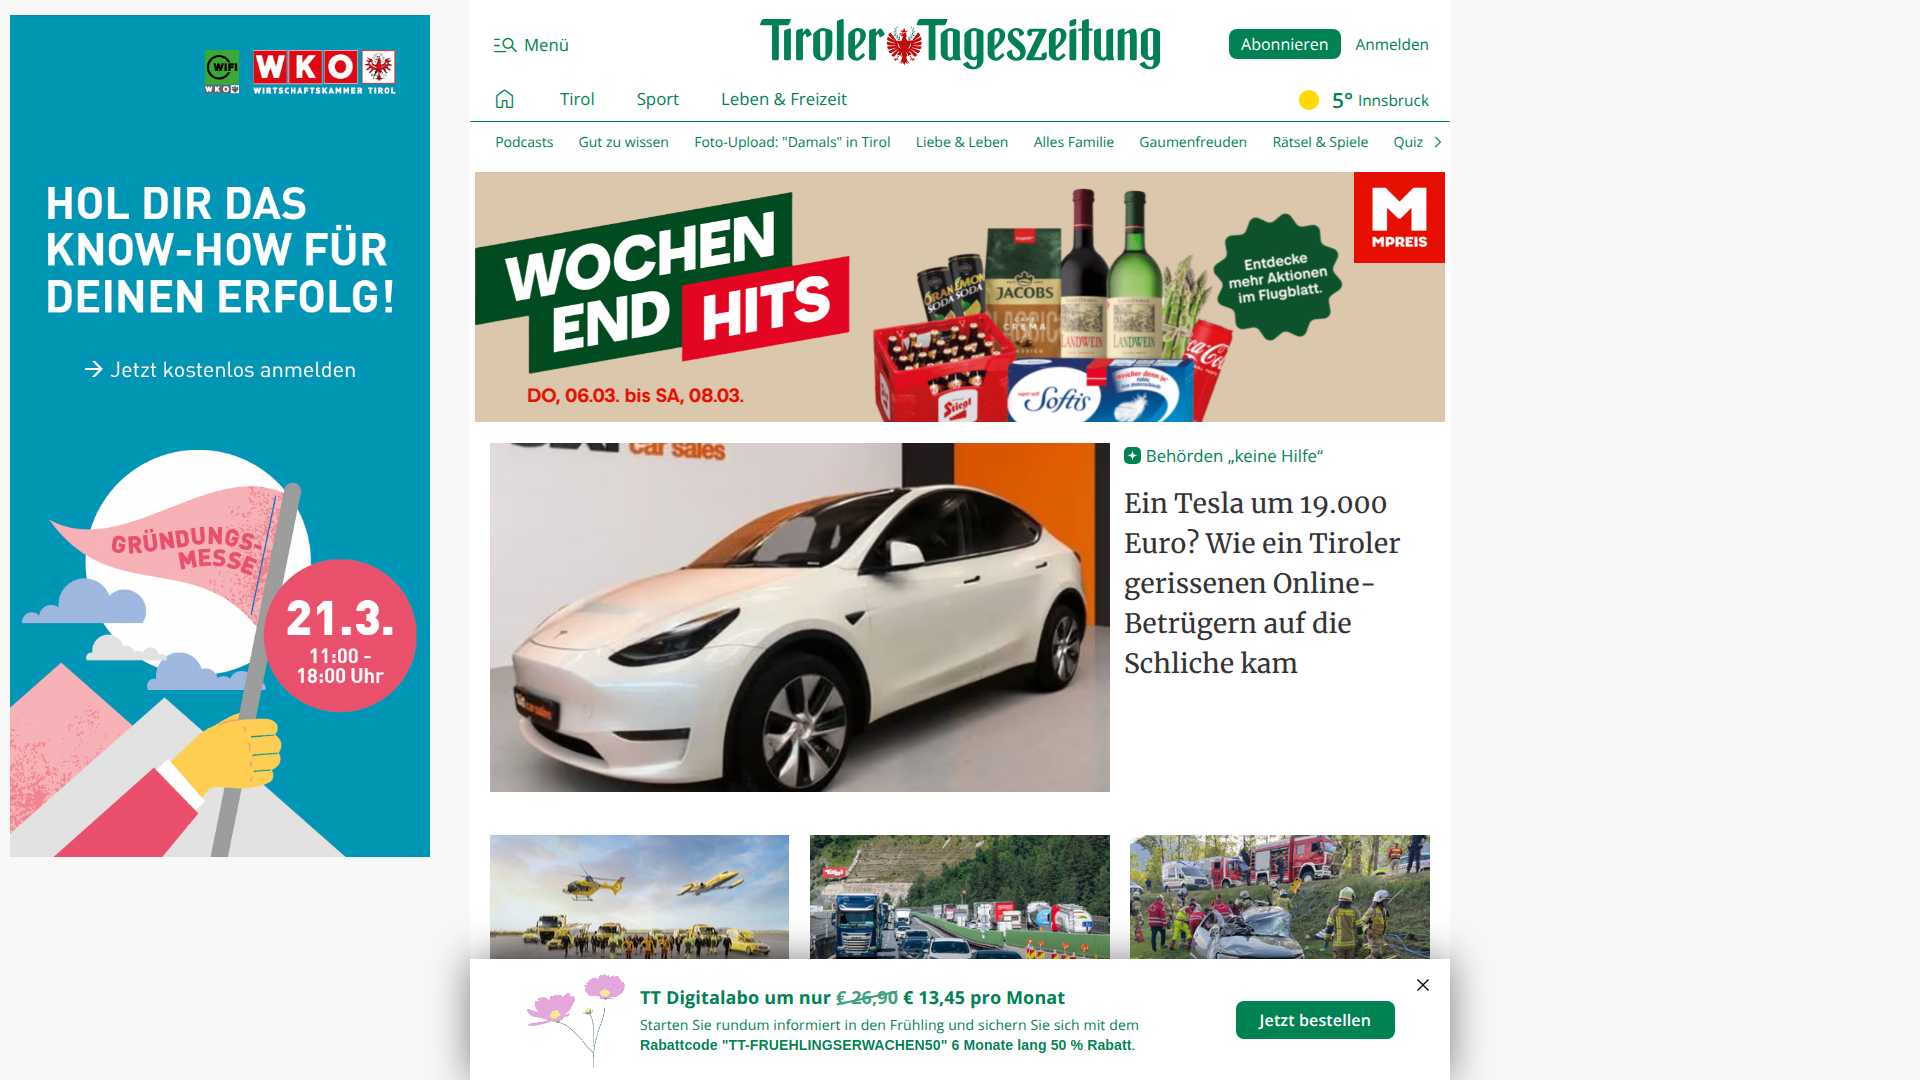 WIFI
WKO
WKO
WIRTSCHAFTSKAMMER TIROL
HOL DIR DAS
KNOW-HOW FÜR
DEINEN ERFOLG!
→ Jetzt kostenlos anmelden
GRÜNDUNGS-
MESSE
21.3.
11:00 -
18:00 Uhr
Menü
Tiroler Tageszeitung
Abonnieren
Anmelden
Tirol
Sport
Leben & Freizeit
5° Innsbruck
Podcasts
Gut zu wissen
Foto-Upload: "Damals" in Tirol
Liebe & Leben
Alles Familie
Gaumenfreuden
Rätsel & Spiele
Quiz
WOCHEN
END HITS
DO, 06.03. bis SA, 08.03.
SODA
SODA
JACOBS
CLASSIC
CREMA
LANDWEIN
LANDWEIN
Stiegl
Softis
Coca-Cola
Entdecke
mehr Aktionen
im Flugblatt.
M
MPREIS
car sales
Behörden „keine Hilfe“
Ein Tesla um 19.000
Euro? Wie ein Tiroler
gerissenen Online-
Betrügern auf die
Schliche kam
TT Digitalabo um nur € 26,90 € 13,45 pro Monat
Starten Sie rundum informiert in den Frühling und sichern Sie sich mit dem
Rabattcode "TT-FRUEHLINGSERWACHEN50" 6 Monate lang 50 % Rabatt.
Jetzt bestellen